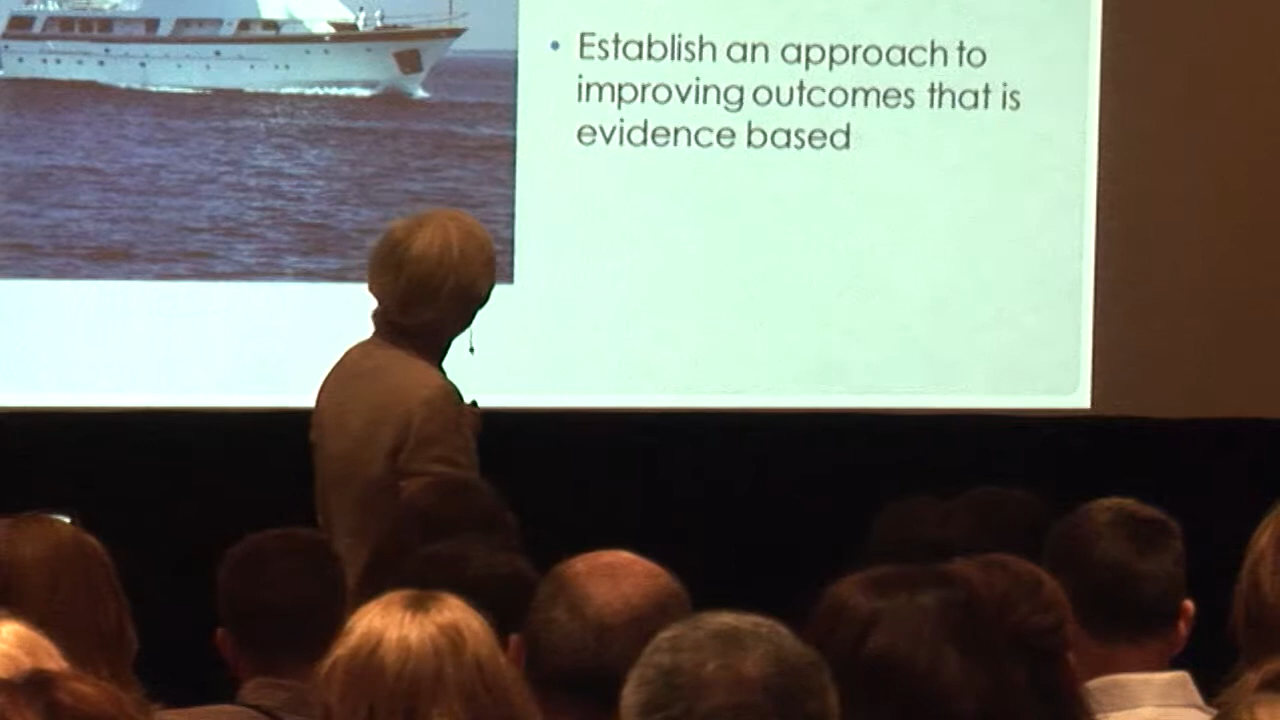 • Establish an approach to
improving outcomes that is
evidence based